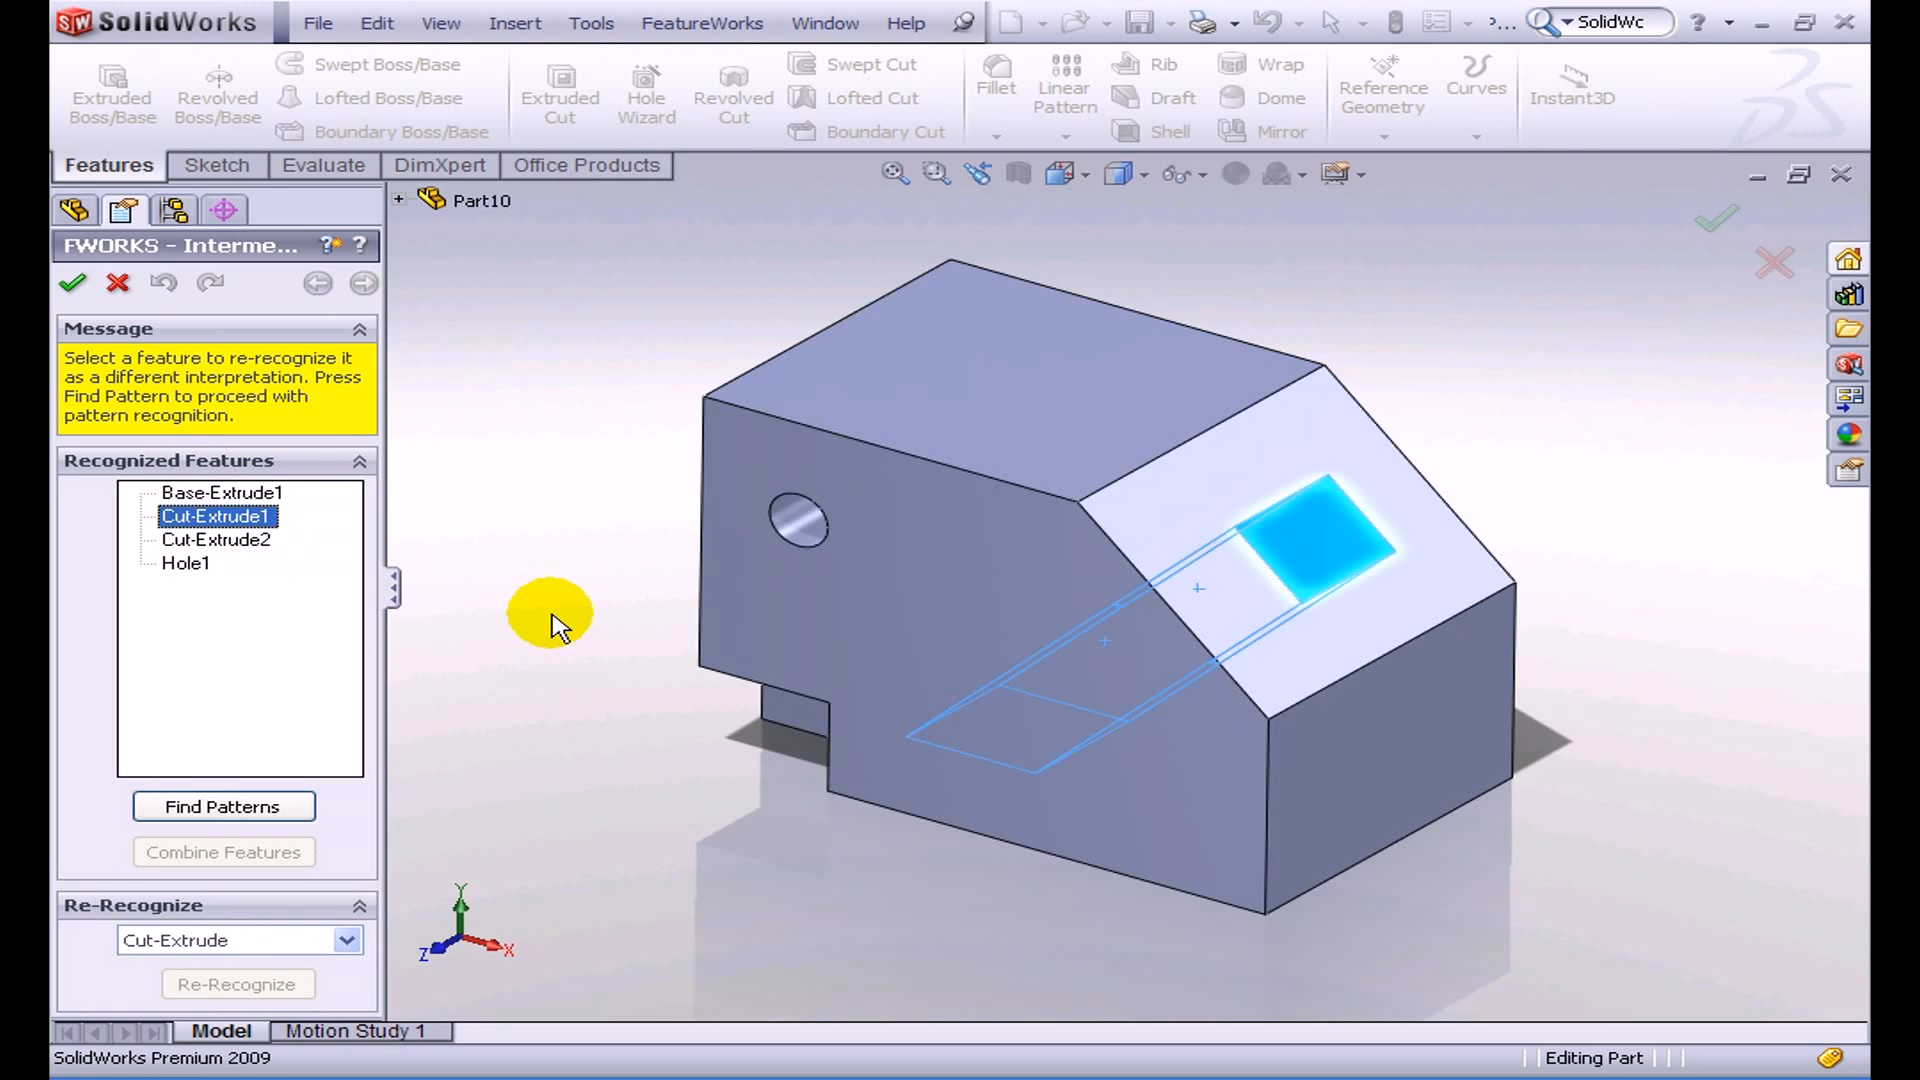 SolidWorks File Edit View Insert Tools FeatureWorks Window Help ... SolidWc
Extruded Boss/Base
Revolved Boss/Base
Swept Boss/Base
Lofted Boss/Base
Boundary Boss/Base
Extruded Cut
Hole Wizard
Revolved Cut
Swept Cut
Lofted Cut
Boundary Cut
Fillet
Linear Pattern
Rib
Draft
Shell
Wrap
Dome
Mirror
Reference Geometry
Curves
Instant3D
Features Sketch Evaluate DimXpert Office Products
Part10
FWORKS - Interme... ? ?
Message
Select a feature to re-recognize it
as a different interpretation. Press
Find Pattern to proceed with
pattern recognition.
Recognized Features
Base-Extrude1
Cut-Extrude1
Cut-Extrude2
Hole1
Find Patterns
Combine Features
Re-Recognize
Cut-Extrude
Re-Recognize
Y
Z
X
Model Motion Study 1
SolidWorks Premium 2009 Editing Part